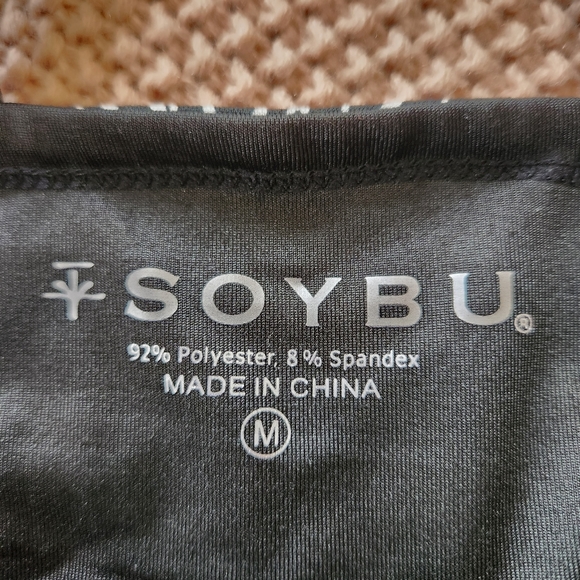 SOYBU®
92% Polyester, 8% Spandex
MADE IN CHINA
M